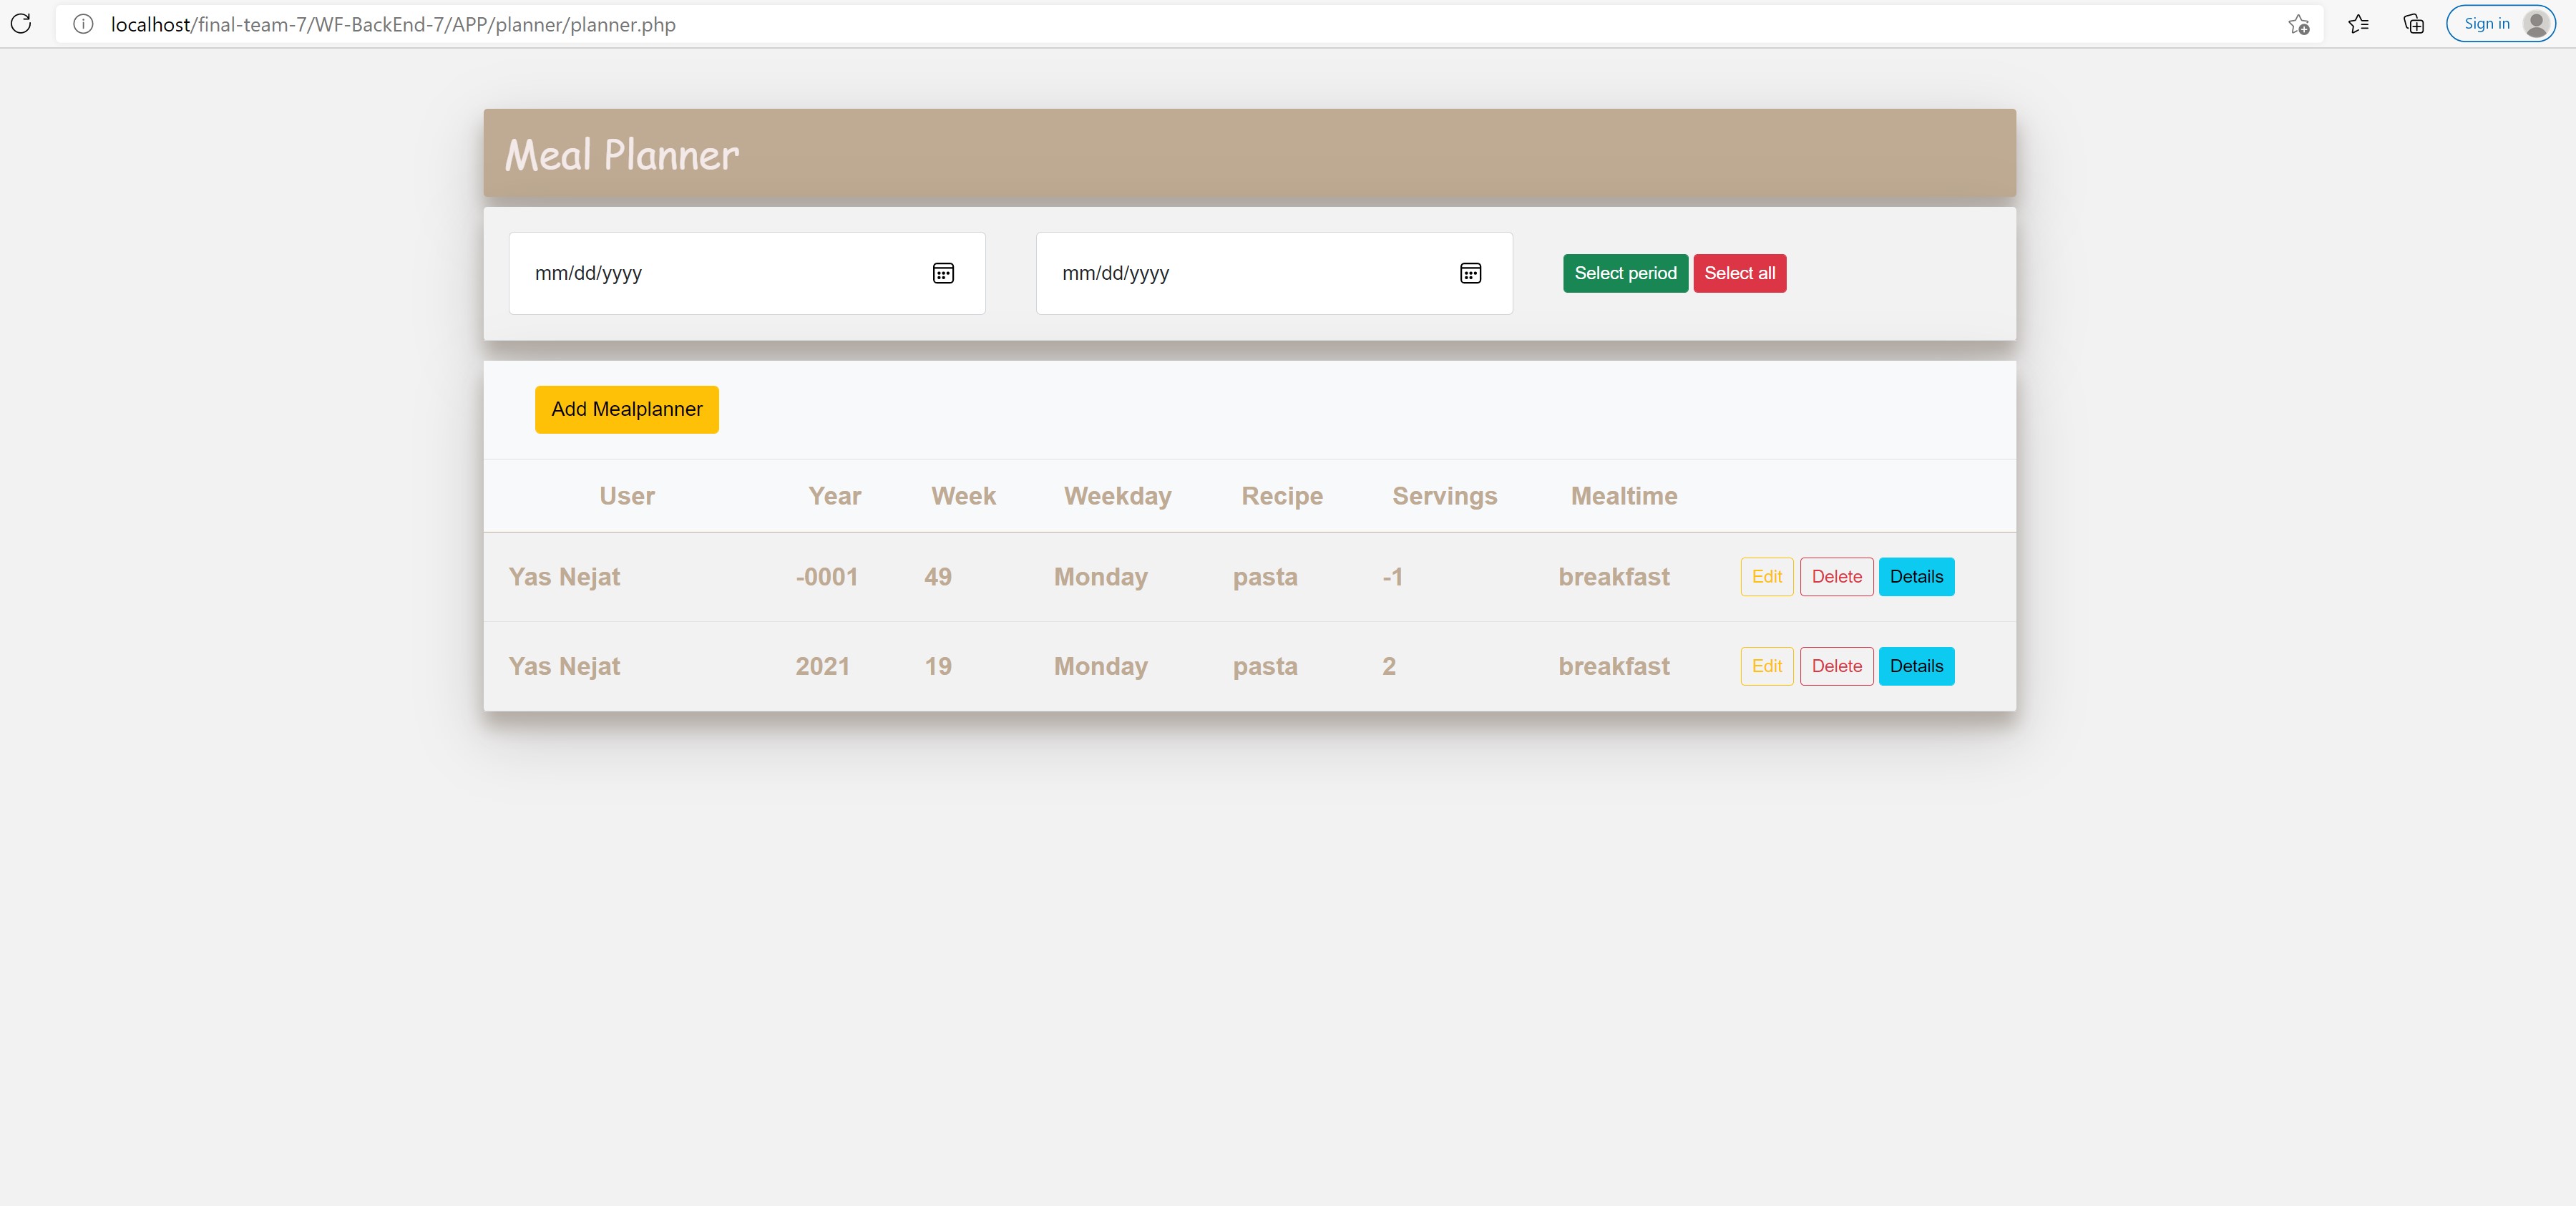 localhost/final-team-7/WF-BackEnd-7/APP/planner/planner.php Sign in
Meal Planner
mm/dd/yyyy mm/dd/yyyy Select period Select all
Add Mealplanner
User Year Week Weekday Recipe Servings Mealtime
Yas Nejat -0001 49 Monday pasta -1 breakfast Edit Delete Details
Yas Nejat 2021 19 Monday pasta 2 breakfast Edit Delete Details